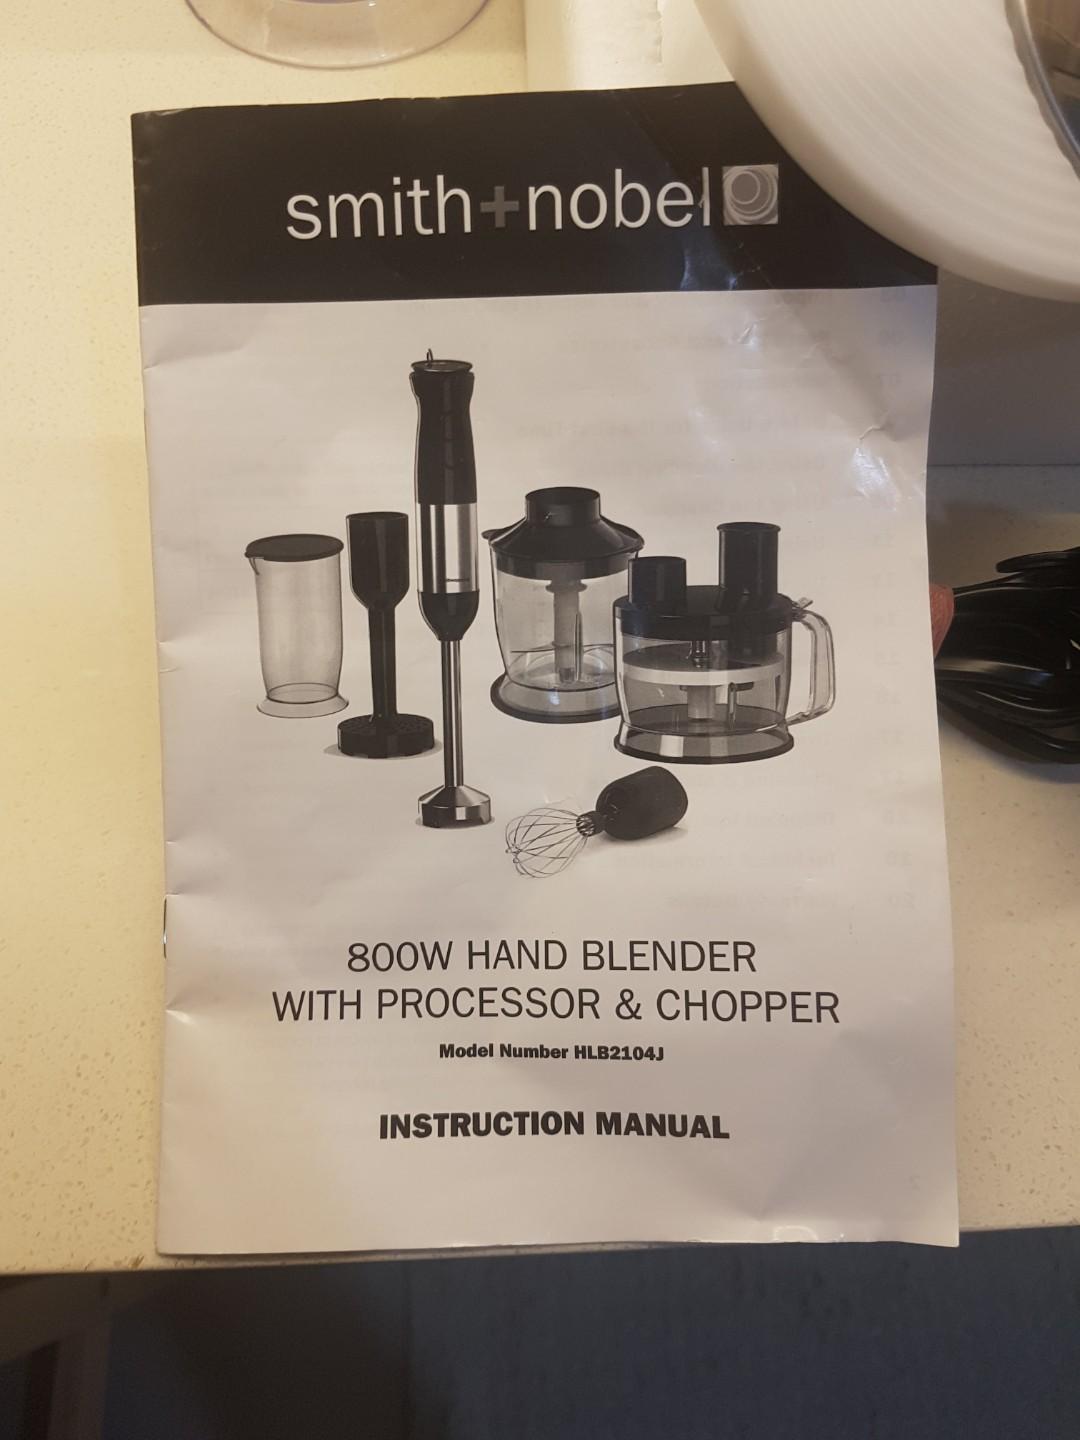 smith+nobel
800W HAND BLENDER
WITH PROCESSOR & CHOPPER
Model Number HLB2104J
INSTRUCTION MANUAL